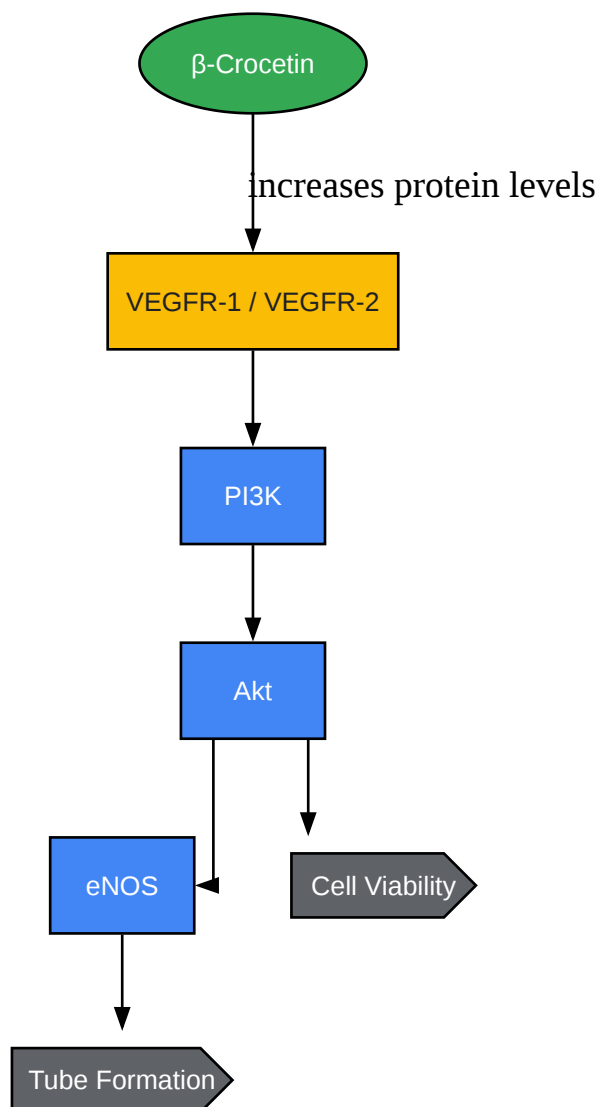 β-Crocetin
increases protein levels
VEGFR-1 / VEGFR-2
PI3K
Akt
eNOS
Cell Viability
Tube Formation